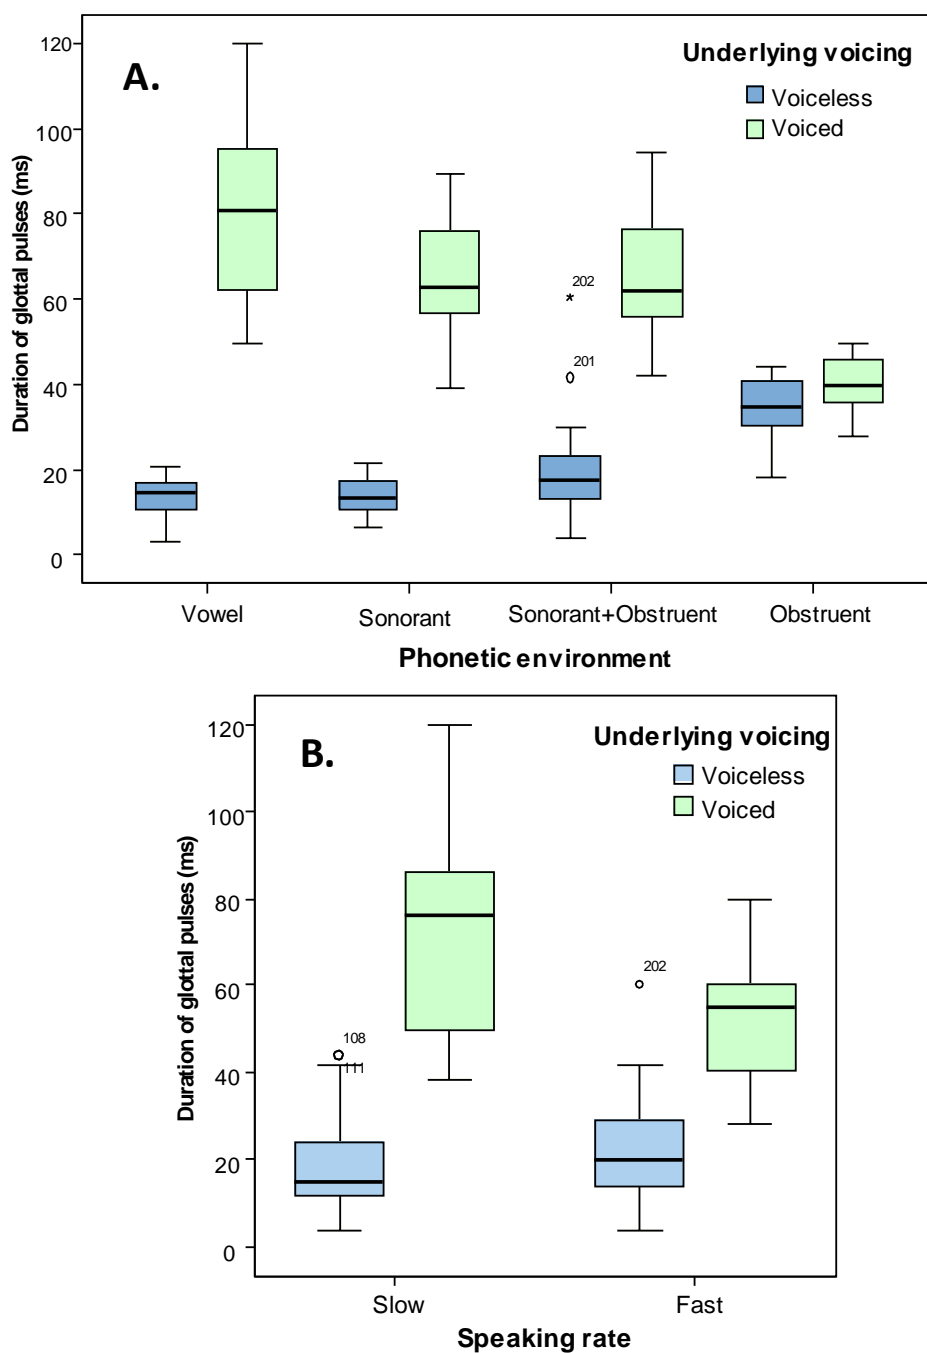 A.
Underlying voicing
Voiceless
Voiced
Duration of glottal pulses (ms)
120
100
80
60
40
20
0
202
201
Vowel
Sonorant
Sonorant+Obstruent
Obstruent
Phonetic environment
B.
Underlying voicing
Voiceless
Voiced
Duration of glottal pulses (ms)
120
100
80
60
40
20
0
108
111
202
Slow
Fast
Speaking rate